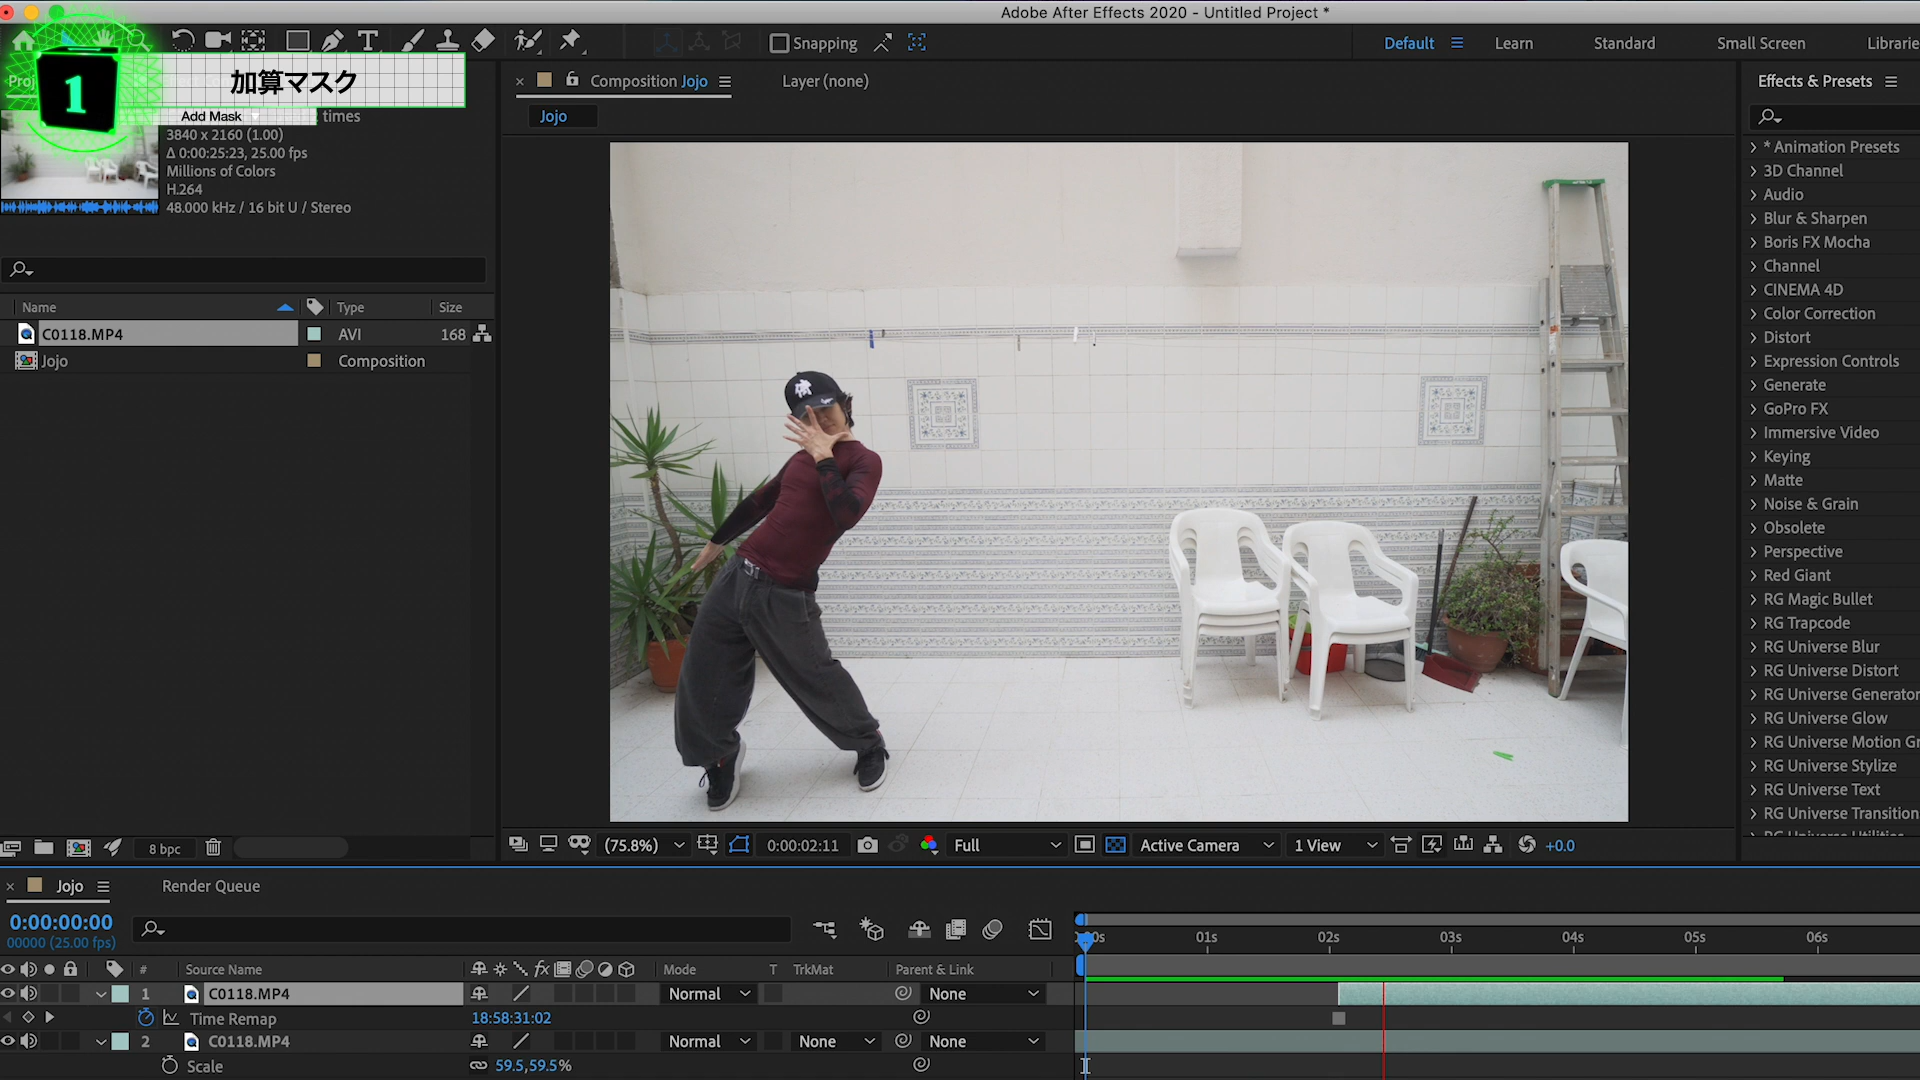 Adobe After Effects 2020 - Untitled Project *
Snapping
Default
Learn
Standard
Small Screen
Librarie
1
加算マスク
Add Mask
times
3840 x 2160 (1.00)
Δ 0:00:25:23, 25.00 fps
Millions of Colors
H.264
48.000 kHz / 16 bit U / Stereo
Name
Type
Size
C0118.MP4
AVI
168
Jojo
Composition
8 bpc
Composition Jojo
Layer (none)
Jojo
(75.8%)
0:00:02:11
Full
Active Camera
1 View
+0.0
Effects & Presets
* Animation Presets
3D Channel
Audio
Blur & Sharpen
Boris FX Mocha
Channel
CINEMA 4D
Color Correction
Distort
Expression Controls
Generate
GoPro FX
Immersive Video
Keying
Matte
Noise & Grain
Obsolete
Perspective
Red Giant
RG Magic Bullet
RG Trapcode
RG Universe Blur
RG Universe Distort
RG Universe Generator
RG Universe Glow
RG Universe Motion Gr
RG Universe Stylize
RG Universe Text
RG Universe Transition
Jojo
Render Queue
0:00:00:00
00000 (25.00 fps)
01s
02s
03s
04s
05s
06s
#
Source Name
fx
Mode
T
TrkMat
Parent & Link
1
C0118.MP4
Normal
None
Time Remap
18:58:31:02
2
C0118.MP4
Normal
None
None
Scale
59.5,59.5%